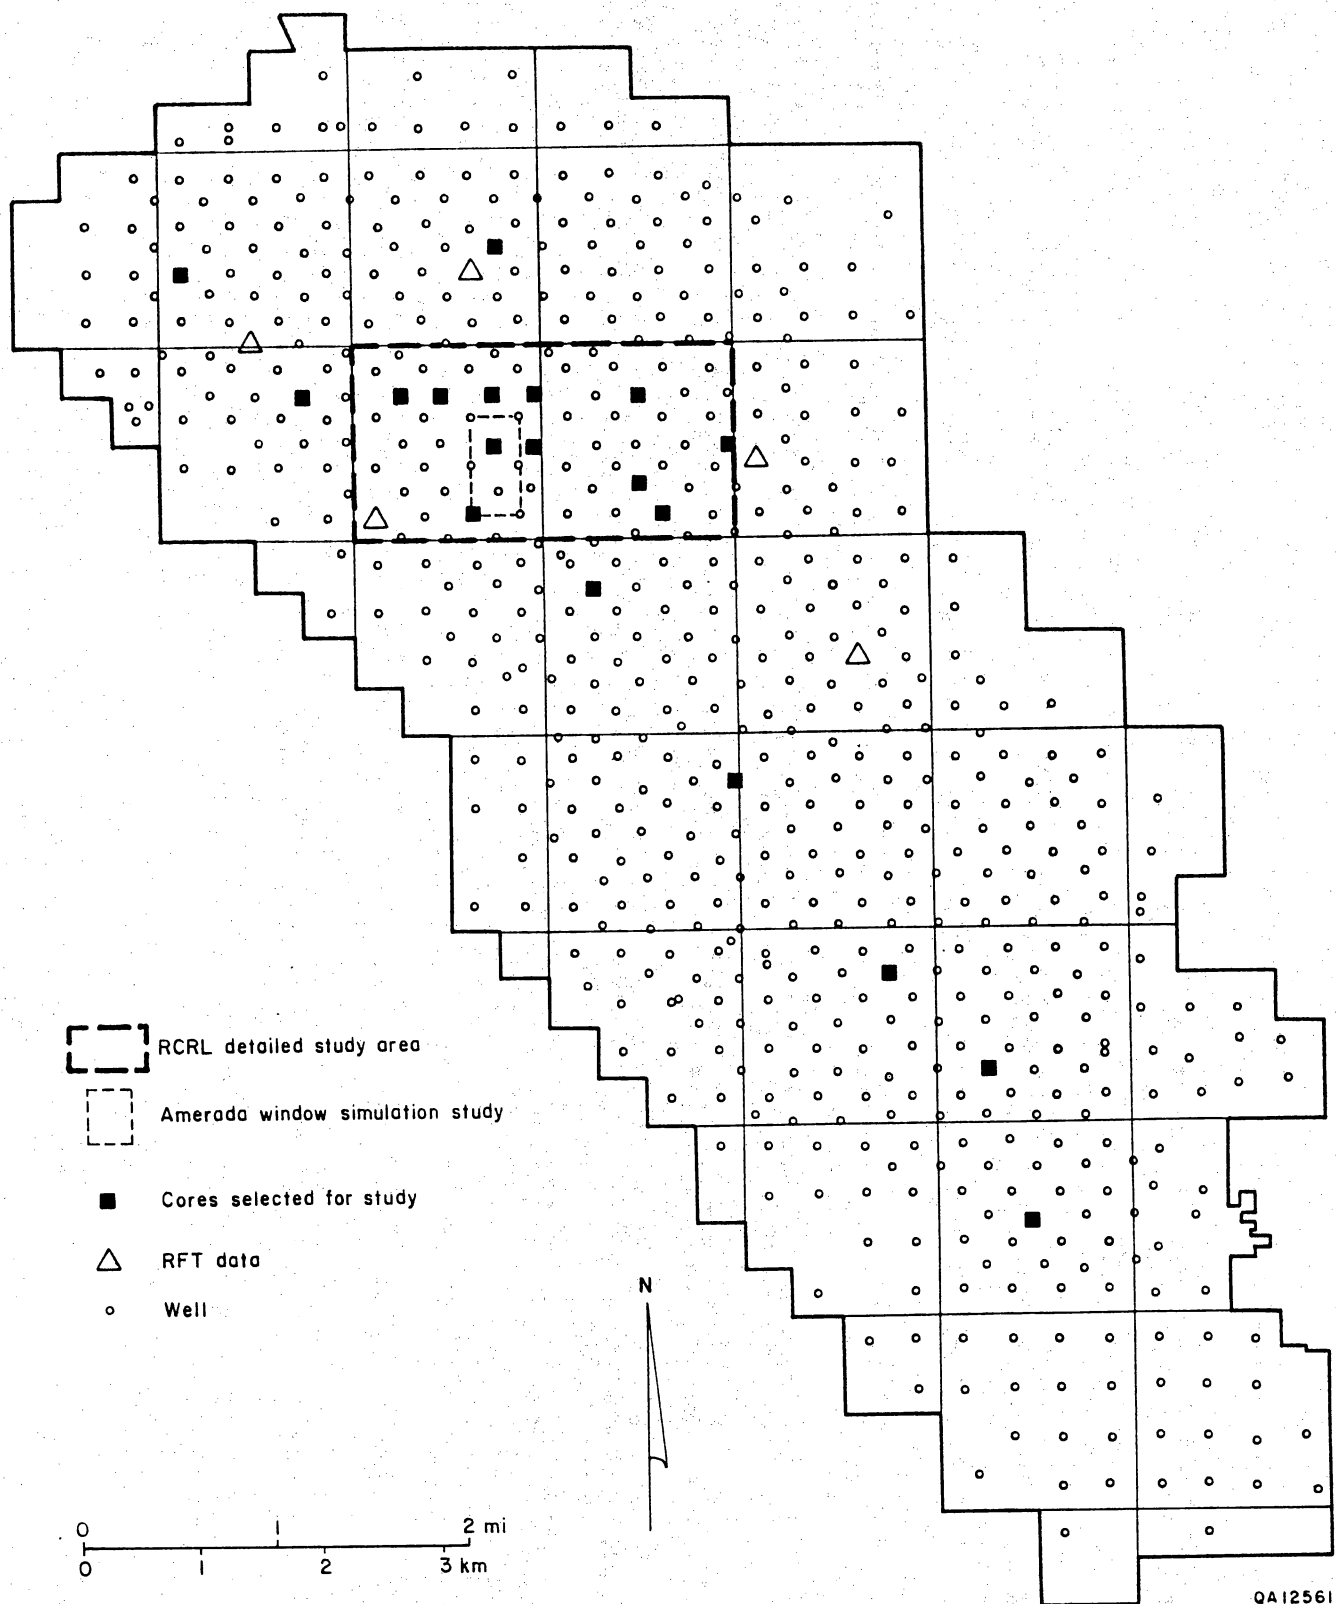 RCRL detailed study area
Amerada window simulation study
Cores selected for study
RFT data
Well
N
0 1 2 mi
0 1 2 3 km
QA12561